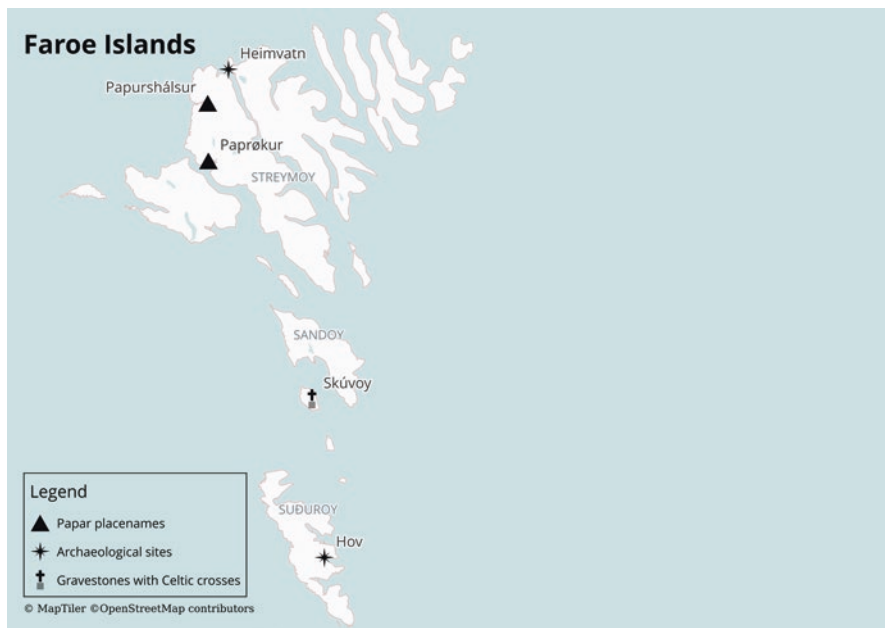 Faroe Islands
Heimvatn
Papurshálsur
Paprøkur
STREYMOY
SANDOY
Skúvoy
SUÐUROY
Hov
Legend
Papar placenames
Archaeological sites
Gravestones with Celtic crosses
© MapTiler ©OpenStreetMap contributors